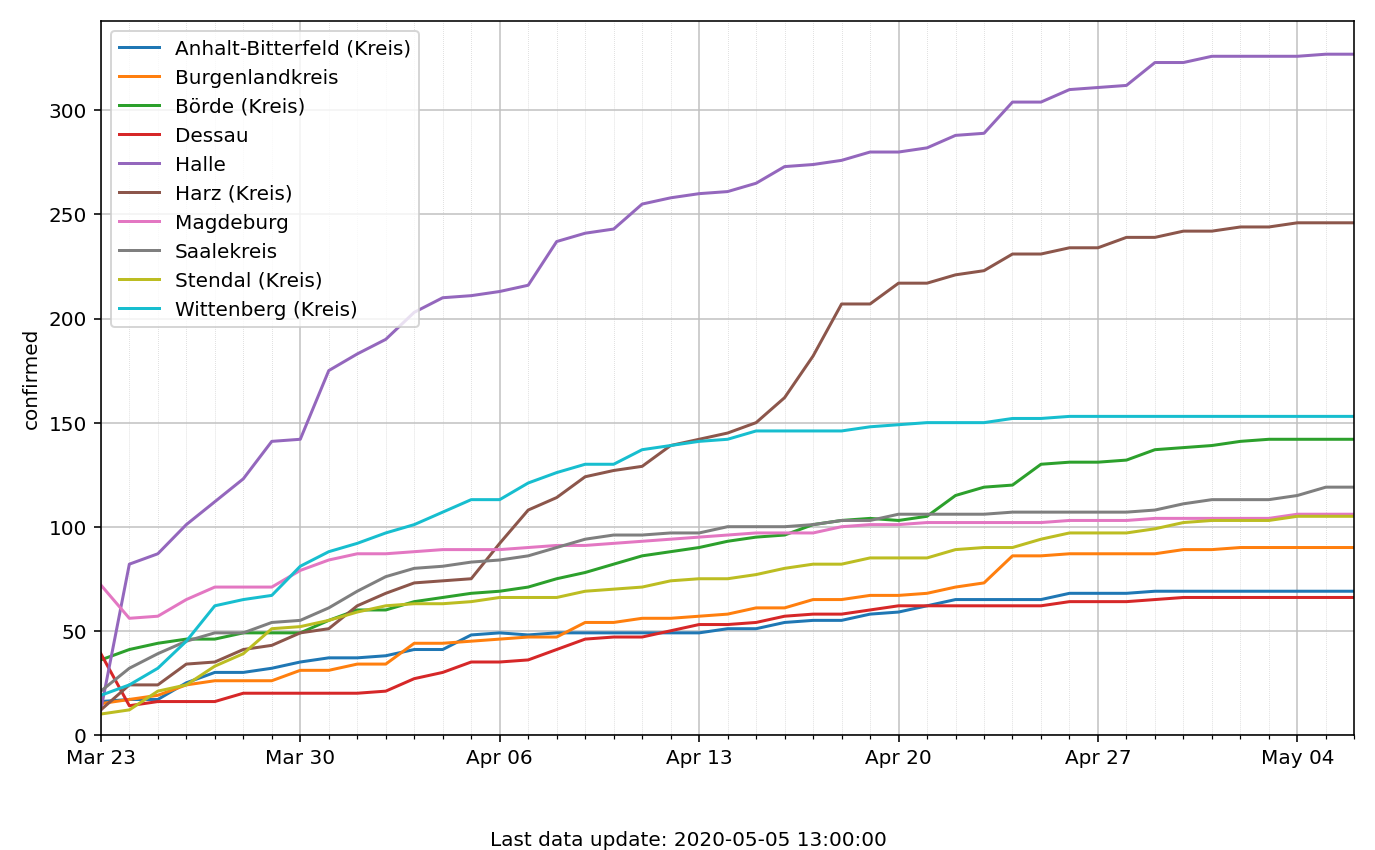 Anhalt-Bitterfeld (Kreis)
Burgenlandkreis
Börde (Kreis)
Dessau
Halle
Harz (Kreis)
Magdeburg
Saalekreis
Stendal (Kreis)
Wittenberg (Kreis)
confirmed
300
250
200
150
100
50
0
Mar 23 Mar 30 Apr 06 Apr 13 Apr 20 Apr 27 May 04
Last data update: 2020-05-05 13:00:00